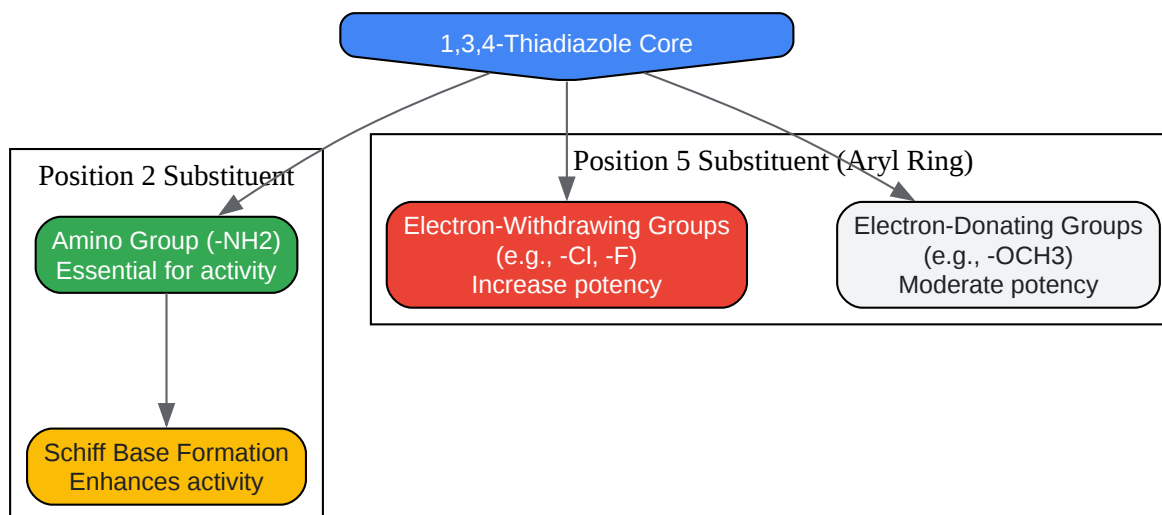 1,3,4-Thiadiazole Core
Position 2 Substituent
Amino Group (-NH2)
Essential for activity
Schiff Base Formation
Enhances activity
Position 5 Substituent (Aryl Ring)
Electron-Withdrawing Groups
(e.g., -Cl, -F)
Increase potency
Electron-Donating Groups
(e.g., -OCH3)
Moderate potency